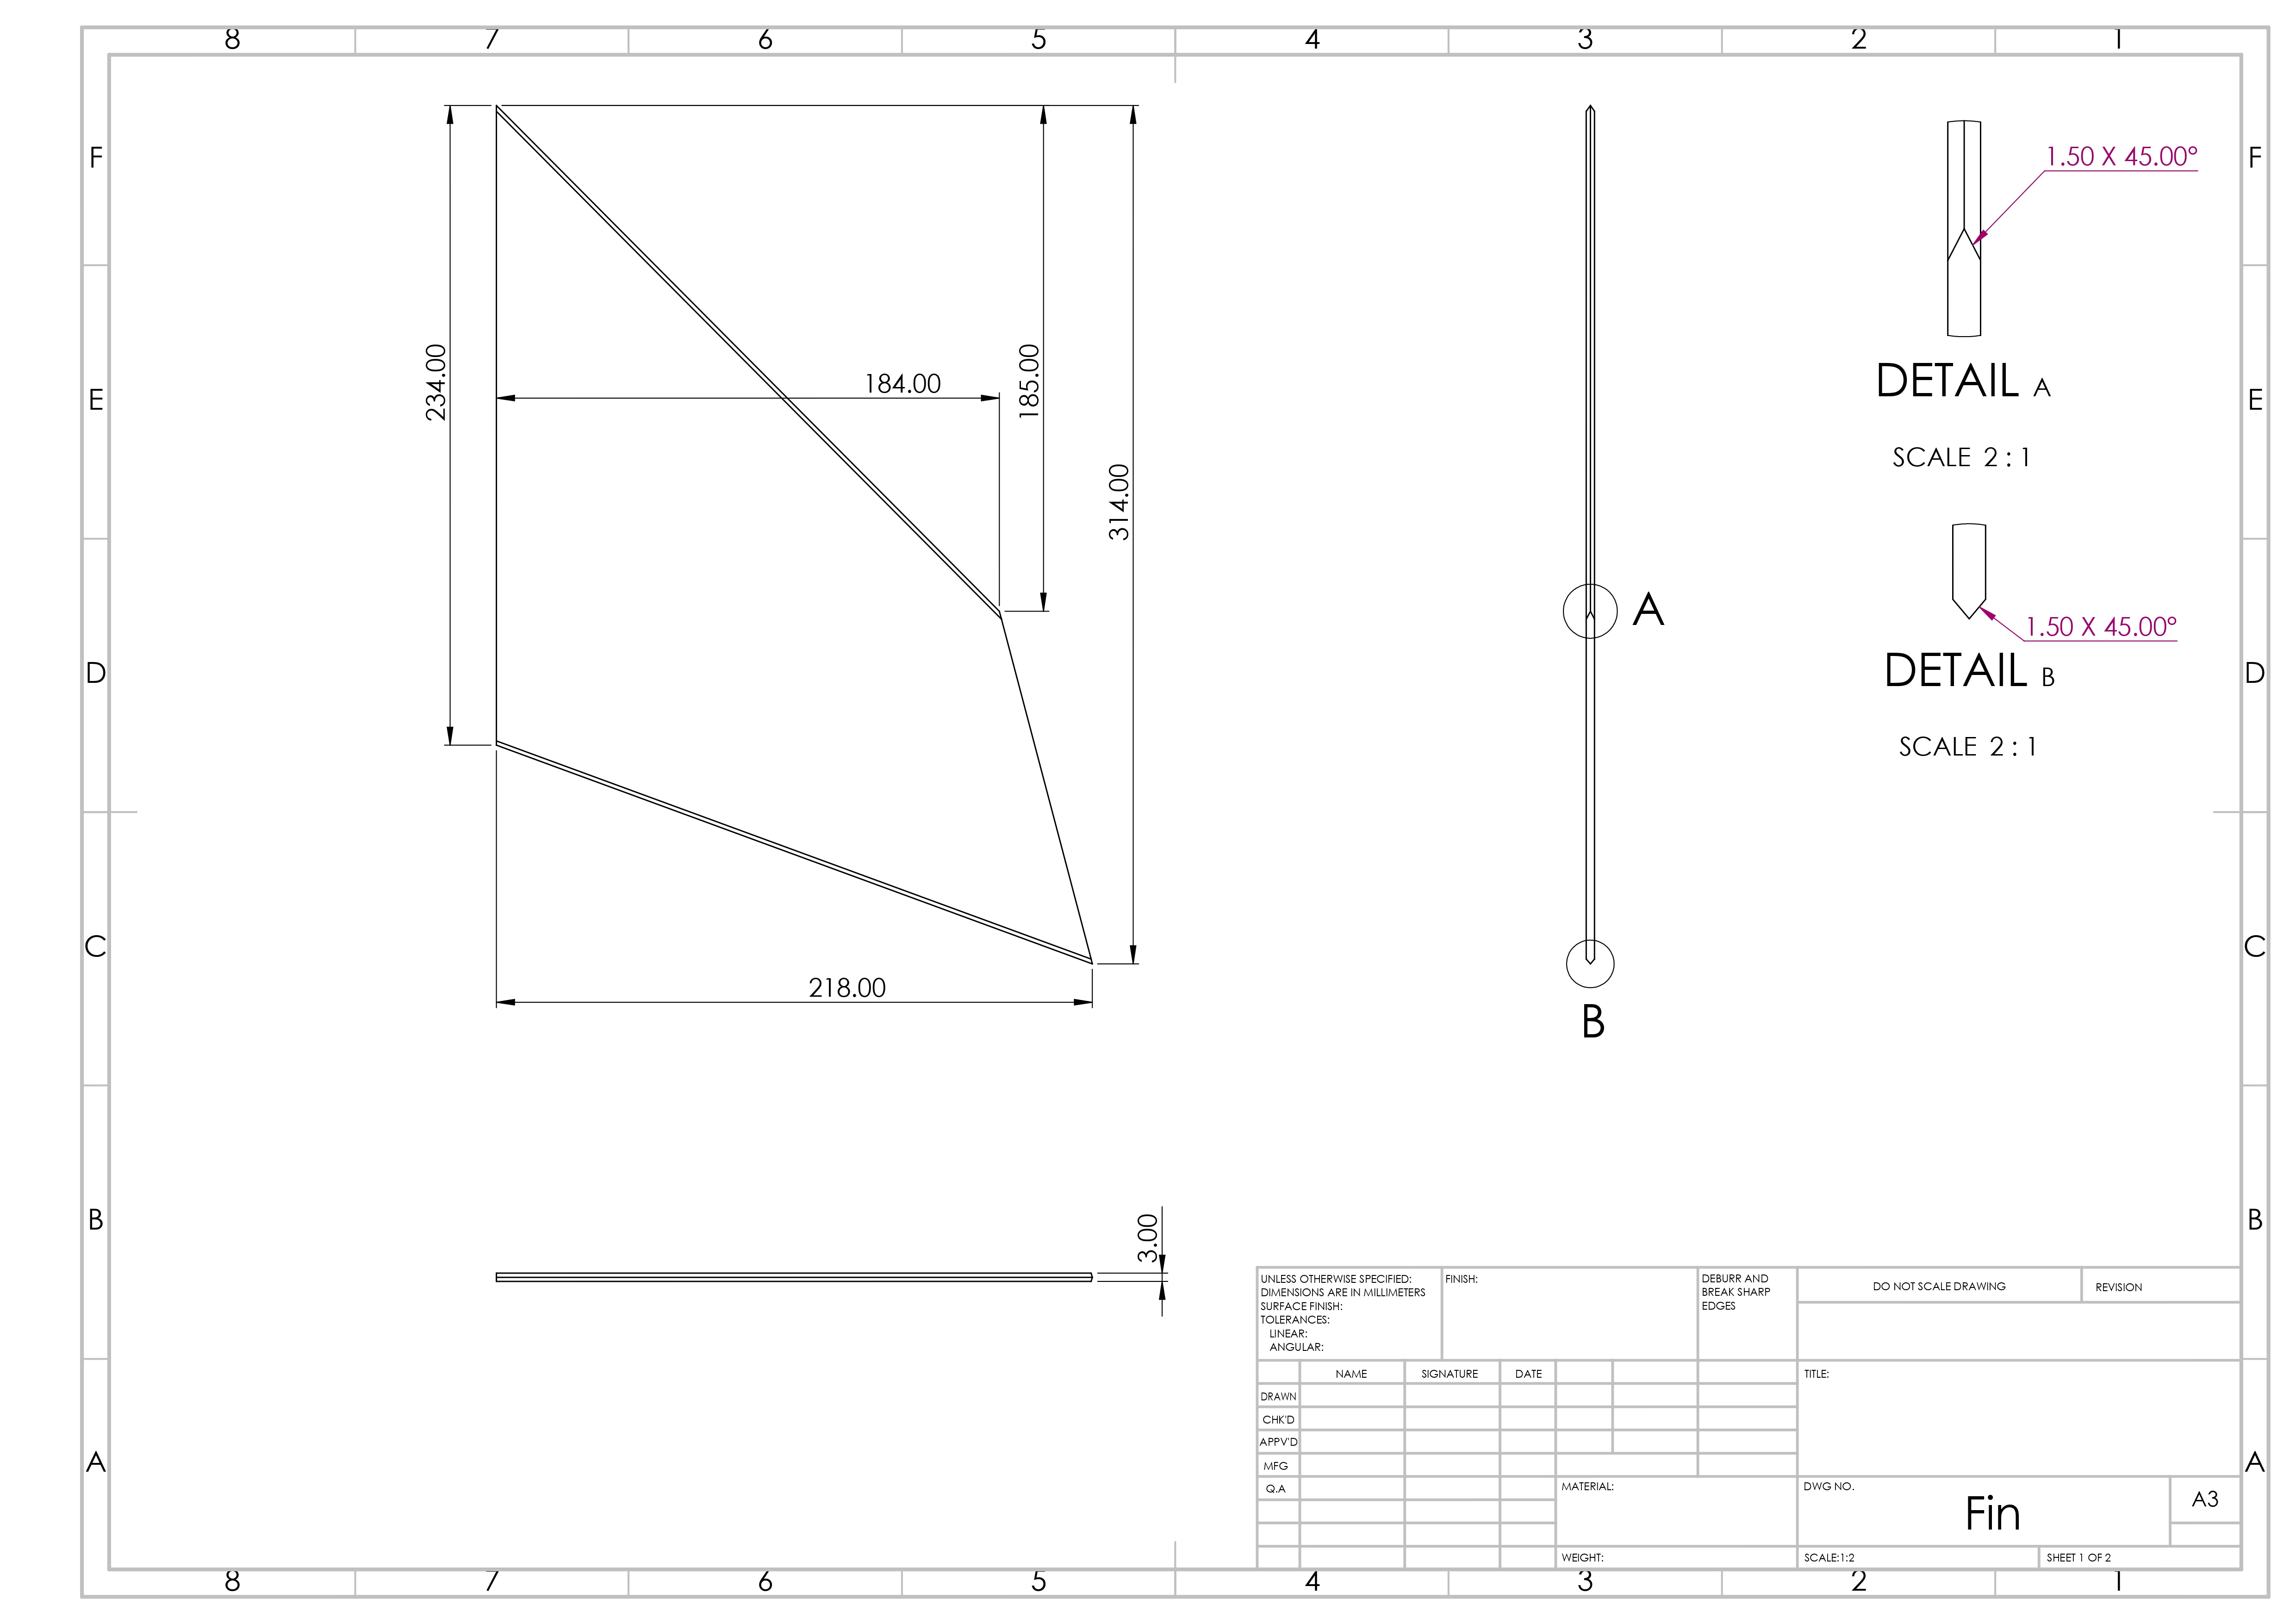 8 7 6 5 4 3 2 1
F F
1.50 X 45.00°
234.00
184.00
185.00
314.00
E E
DETAIL A
SCALE 2 : 1
A
1.50 X 45.00°
D D
DETAIL B
SCALE 2 : 1
C C
218.00
B
B B
3.00
UNLESS OTHERWISE SPECIFIED:
DIMENSIONS ARE IN MILLIMETERS
SURFACE FINISH:
TOLERANCES:
LINEAR:
ANGULAR:
FINISH:
DEBURR AND
BREAK SHARP
EDGES
DO NOT SCALE DRAWING
REVISION
NAME
SIGNATURE
DATE
TITLE:
DRAWN
CHK'D
APPV'D
MFG
Q.A
A A
MATERIAL:
DWG NO.
Fin
A3
WEIGHT:
SCALE:1:2
SHEET 1 OF 2
8 7 6 5 4 3 2 1